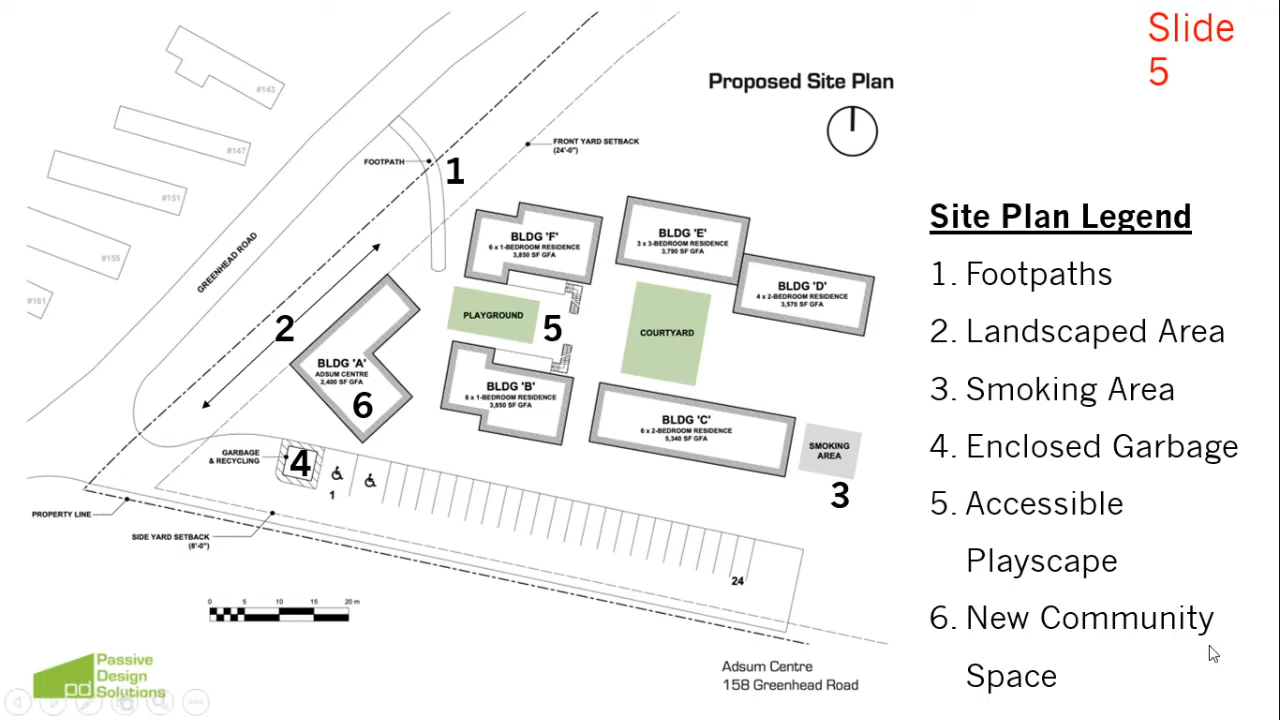 Slide
5
Proposed Site Plan
#143
#147
#151
#155
#161
FOOTPATH
1
FRONT YARD SETBACK
(24'-0")
GREENHEAD ROAD
2
BLDG 'F'
6 x 1-BEDROOM RESIDENCE
3,850 SF GFA
BLDG 'E'
3 x 3-BEDROOM RESIDENCE
3,790 SF GFA
BLDG 'D'
4 x 2-BEDROOM RESIDENCE
3,570 SF GFA
PLAYGROUND
5
COURTYARD
BLDG 'A'
ADSUM CENTRE
2,400 SF GFA
6
BLDG 'B'
6 x 1-BEDROOM RESIDENCE
3,850 SF GFA
BLDG 'C'
6 x 2-BEDROOM RESIDENCE
5,340 SF GFA
SMOKING
AREA
3
GARBAGE
& RECYCLING
4
1
24
PROPERTY LINE
SIDE YARD SETBACK
(8'-0")
0 5 10 15 20 m
Site Plan Legend
1. Footpaths
2. Landscaped Area
3. Smoking Area
4. Enclosed Garbage
5. Accessible
Playscape
6. New Community
Space
pd
Passive
Design
Solutions
Adsum Centre
158 Greenhead Road